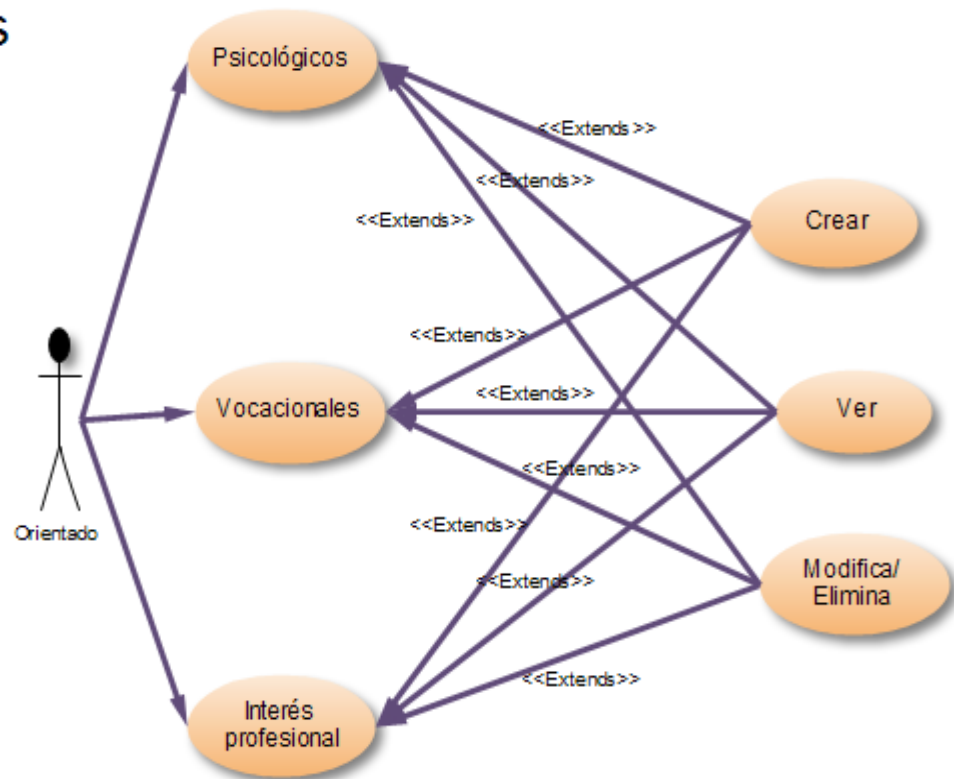 s
Psicológicos
<<Extends>>
<<Extends>>
<<Extends>>
Crear
<<Extends>>
Vocacionales
<<Extends>>
Ver
<<Extends>>
<<Extends>>
Orientado
<<Extends>>
Modifica/
Elimina
<<Extends>>
Interés
profesional